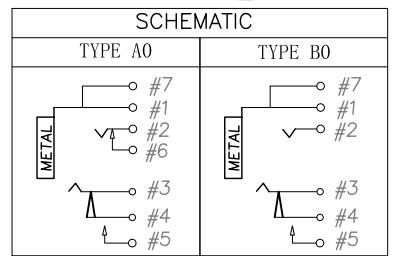 SCHEMATIC
TYPE A0 TYPE B0
#7 #7
#1 #1
#2 #2
#6
METAL METAL
#3 #3
#4 #4
#5 #5